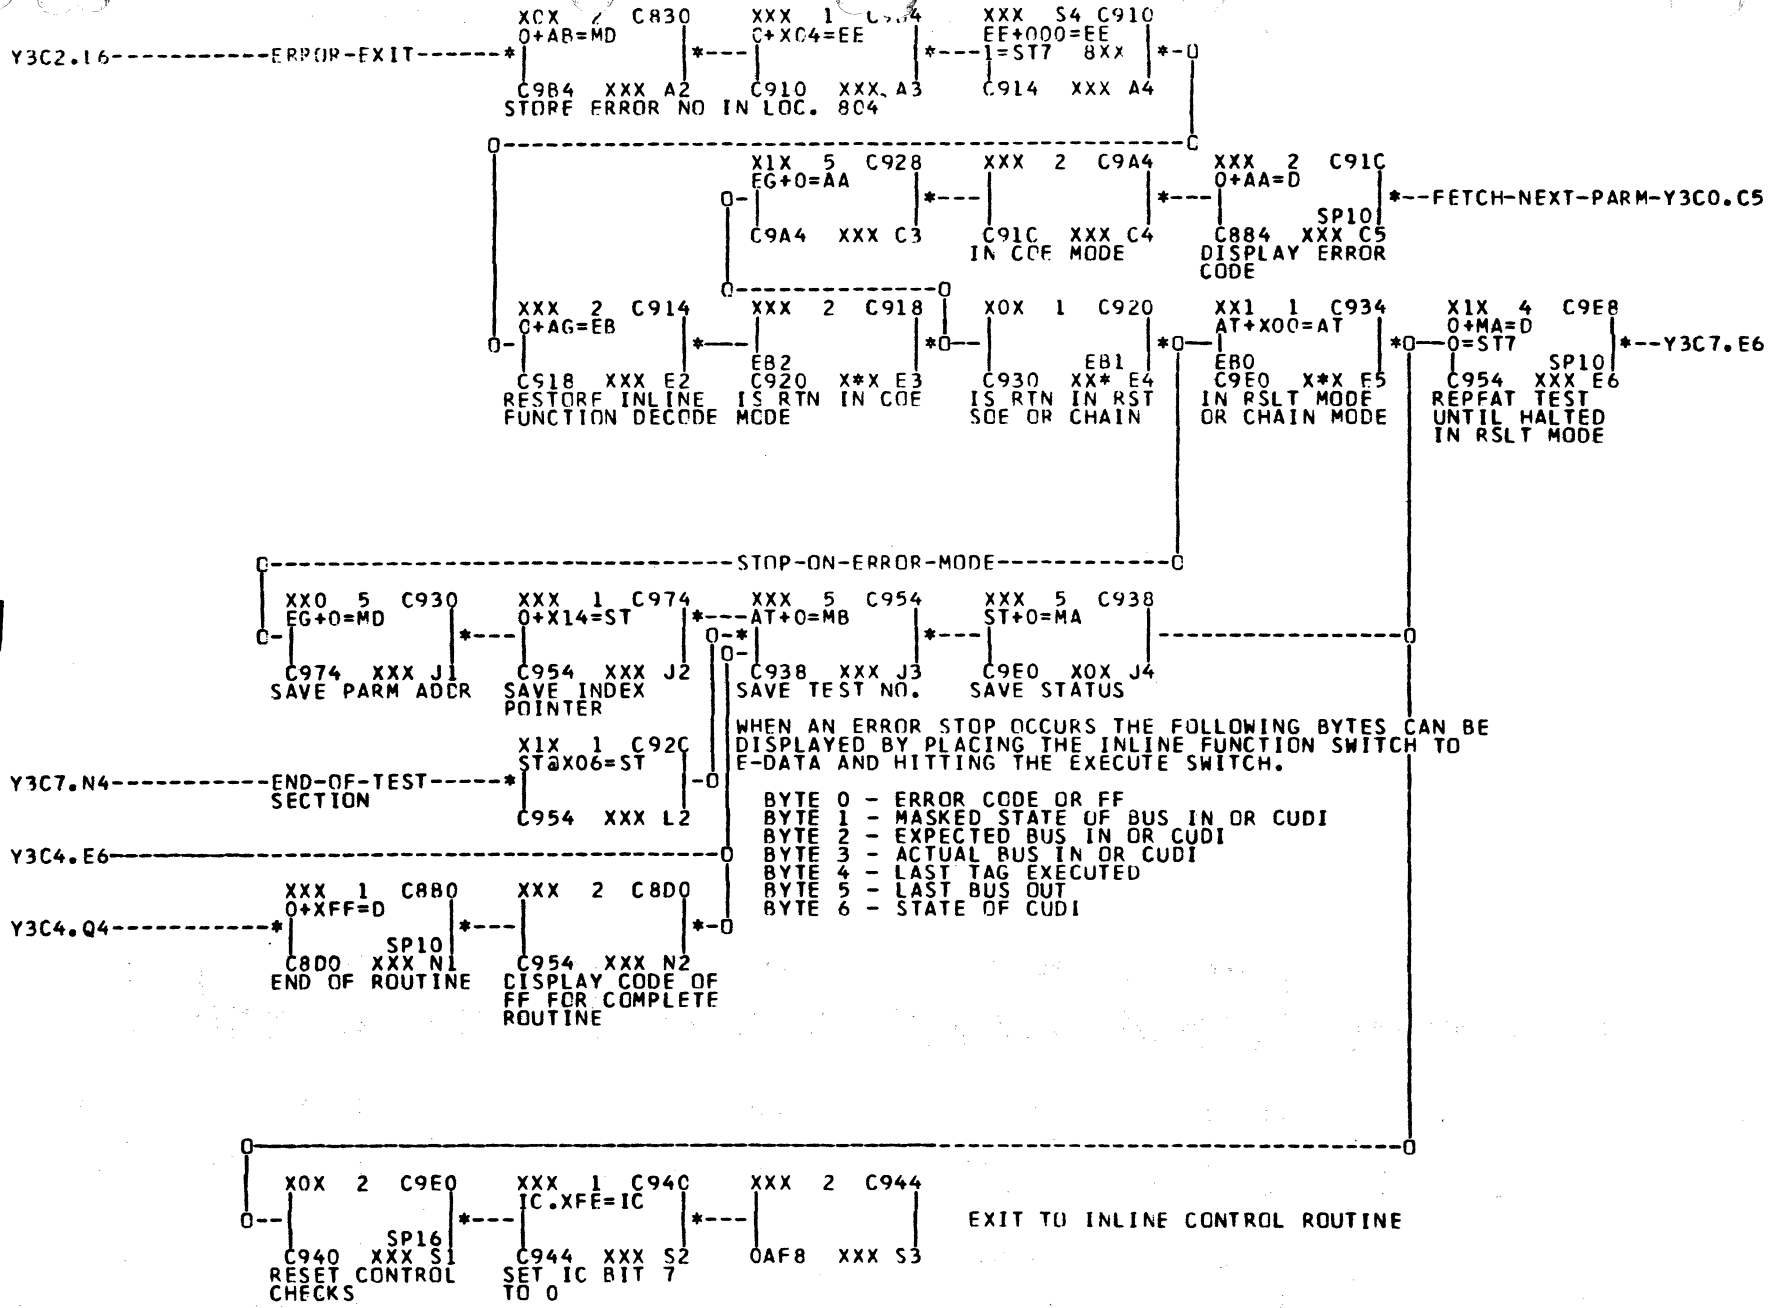 XCX 2 C830 XXX 1 XXX S4 C910
0+AB=MD C+XC4=EE EE+000=EE
Y3C2.L6-----------ERROR-EXIT------* *--- *----1=ST7 8XX *-O
C9B4 XXX A2 C910 XXX A3 C914 XXX A4
STORE ERROR NO IN LOC. 8C4
X1X 5 C928 XXX 2 C9A4 XXX 2 C91C
EG+0=AA 0+AA=D
*--- *--- *--FETCH-NEXT-PARM-Y3C0.C5
SP10
C9A4 XXX C3 C91C XXX C4 C884 XXX C5
IN COE MODE DISPLAY ERROR
CODE
XXX 2 C914 XXX 2 C918 X0X 1 C920 XX1 1 C934 X1X 4 C9E8
0+AG=EB AT+X00=AT 0+MA=D
0=ST7 *--Y3C7.E6
EB2 EB1 EB0 SP10
C918 XXX E2 C920 X*X E3 C930 XX* E4 C9E0 X*X E5 C954 XXX E6
RESTORE INLINE IS RTN IN COE IS RTN IN RST IN RSLT MODE REPEAT TEST
FUNCTION DECODE MODE SOE OR CHAIN OR CHAIN MODE UNTIL HALTED
IN RSLT MODE
STOP-ON-ERROR-MODE
XX0 5 C930 XXX 1 C974 XXX 5 C954 XXX 5 C938
EG+0=MD 0+X14=ST *---AT+0=MB ST+0=MA
C974 XXX J1 C954 XXX J2 C938 XXX J3 C9E0 X0X J4
SAVE PARM ADDR SAVE INDEX SAVE TEST NO. SAVE STATUS
POINTER
WHEN AN ERROR STOP OCCURS THE FOLLOWING BYTES CAN BE
X1X 1 C92C DISPLAYED BY PLACING THE INLINE FUNCTION SWITCH TO
ST@X06=ST E-DATA AND HITTING THE EXECUTE SWITCH.
Y3C7.N4-----------END-OF-TEST------*
SECTION
BYTE 0 - ERROR CODE OR FF
C954 XXX L2 BYTE 1 - MASKED STATE OF BUS IN OR CUDI
BYTE 2 - EXPECTED BUS IN OR CUDI
Y3C4.E6 BYTE 3 - ACTUAL BUS IN OR CUDI
BYTE 4 - LAST TAG EXECUTED
XXX 1 C8B0 XXX 2 C8D0 BYTE 5 - LAST BUS OUT
0+XFF=D BYTE 6 - STATE OF CUDI
Y3C4.Q4-----------* *--- *-O
SP10
C8D0 XXX N1 C954 XXX N2
END OF ROUTINE DISPLAY CODE OF
FF FOR COMPLETE
ROUTINE
X0X 2 C9E0 XXX 1 C940 XXX 2 C944
IC.XFE=IC
O-- *--- *--- EXIT TO INLINE CONTROL ROUTINE
SP16
C940 XXX S1 C944 XXX S2 0AF8 XXX S3
RESET CONTROL SET IC BIT 7
CHECKS TO 0